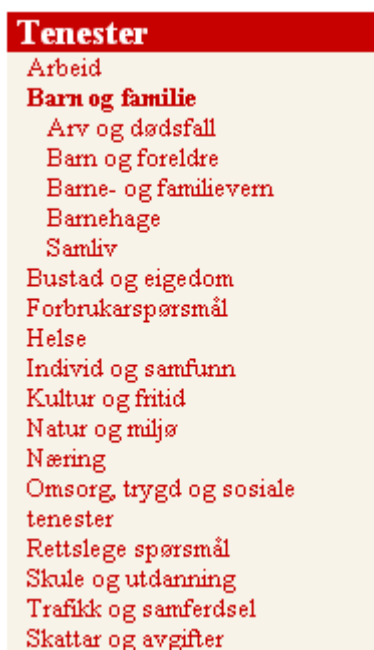 Tenester
Arbeid
Barn og familie
Arv og dødsfall
Barn og foreldre
Barne- og familievern
Barnehage
Samliv
Bustad og eigedom
Forbrukarspørsmål
Helse
Individ og samfunn
Kultur og fritid
Natur og miljø
Næring
Omsorg, trygd og sosiale
tenester
Rettslege spørsmål
Skule og utdanning
Trafikk og samferdsel
Skattar og avgifter